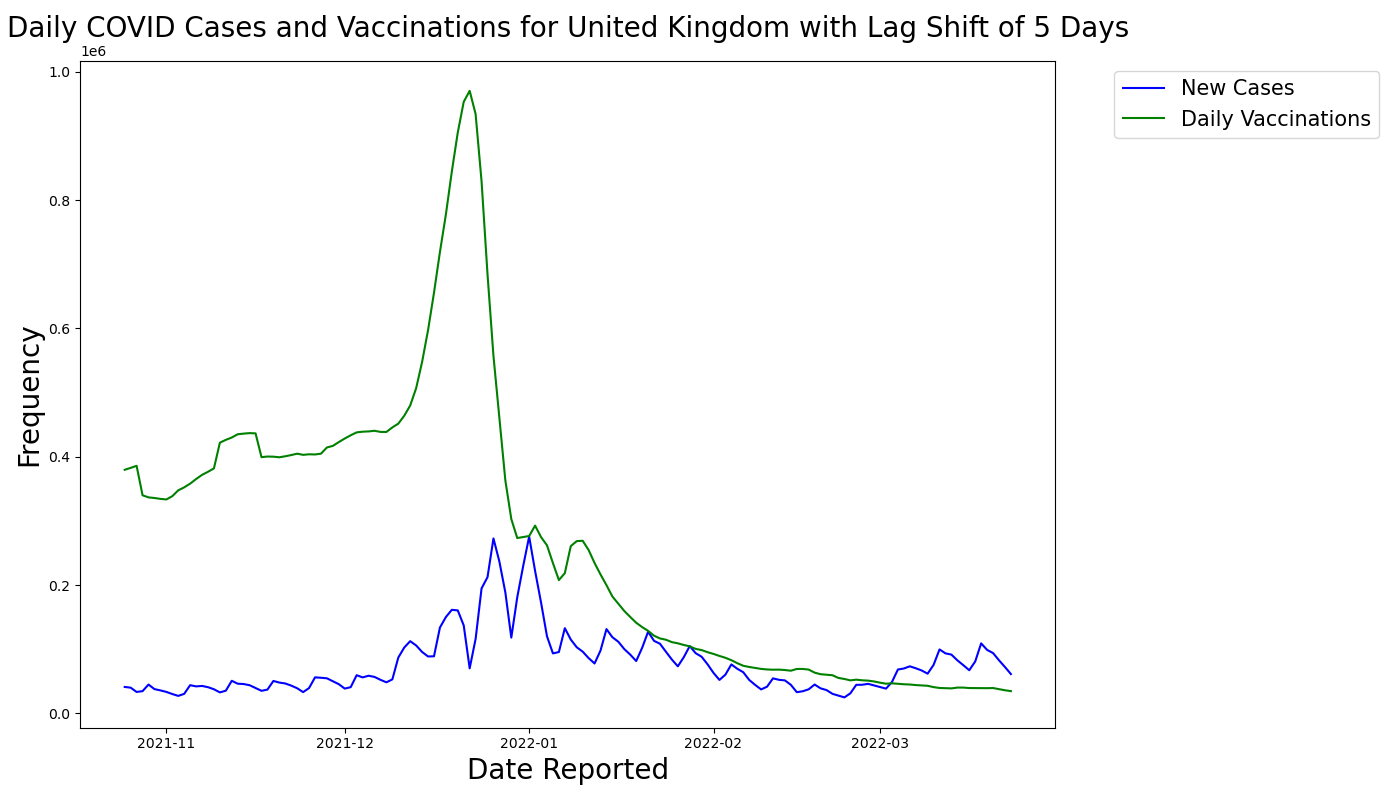 Daily COVID Cases and Vaccinations for United Kingdom with Lag Shift of 5 Days
1e6
New Cases
Daily Vaccinations
1.0
0.8
0.6
0.4
0.2
0.0
Frequency
2021-11 2021-12 2022-01 2022-02 2022-03
Date Reported